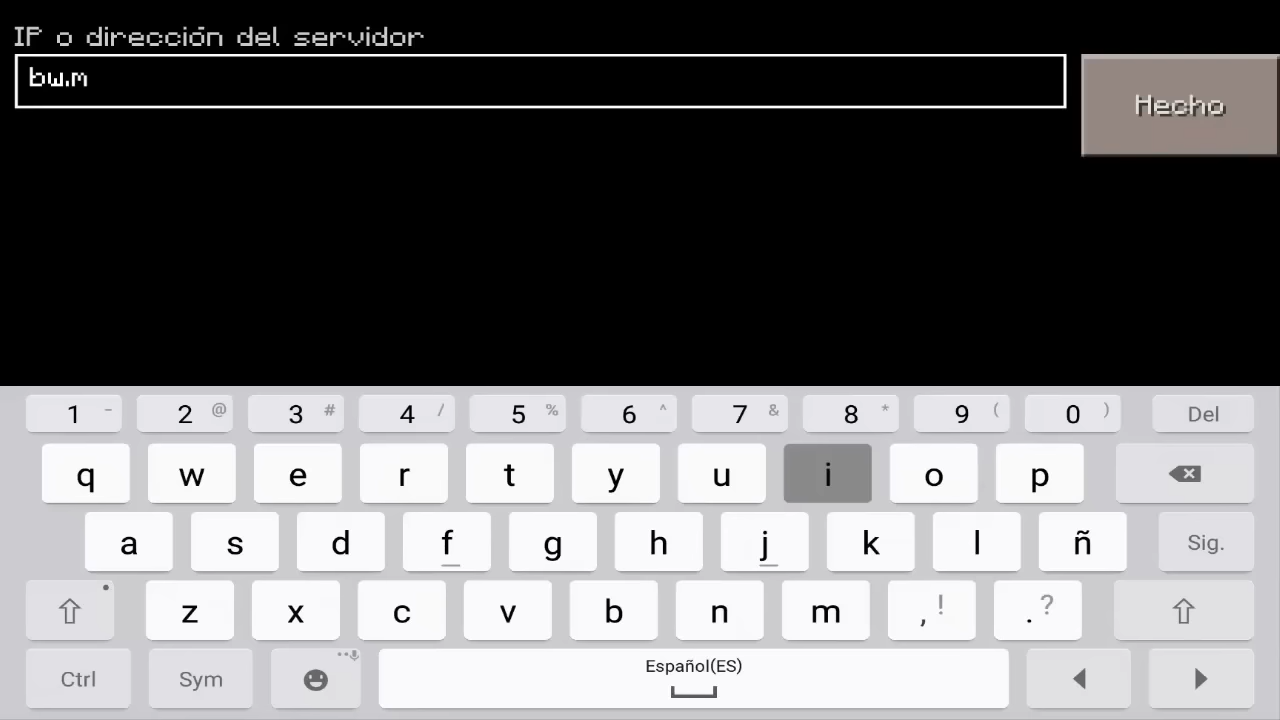 IP o dirección del servidor
bw.m
Hecho
1 - 2 @ 3 # 4 / 5 % 6 ^ 7 & 8 * 9 ( 0 ) Del
q w e r t y u i o p
a s d f g h j k l ñ Sig.
z x c v b n m , ! . ?
Ctrl Sym Español(ES)